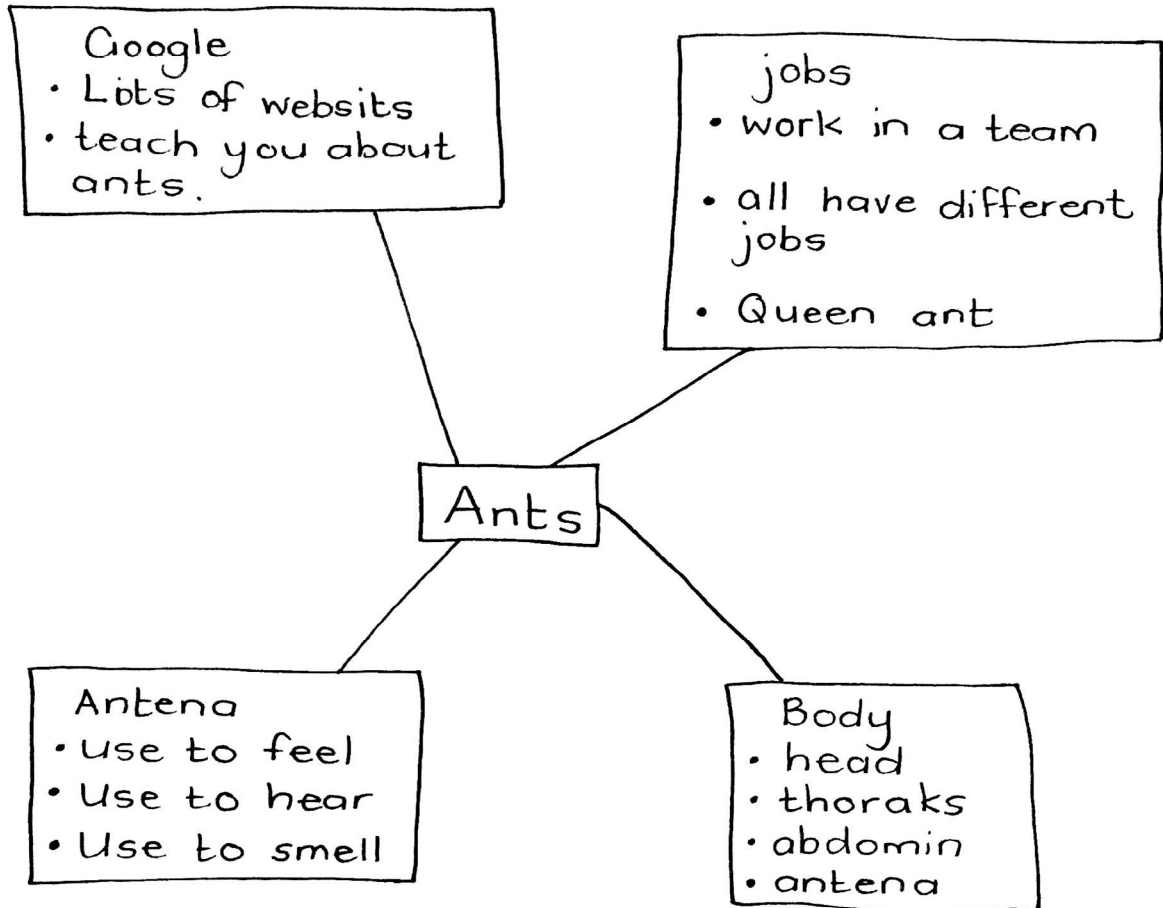 Google
• Lots of websits
• teach you about
ants.
jobs
• work in a team
• all have different
jobs
• Queen ant
Ants
Antena
• use to feel
• Use to hear
• Use to smell
Body
• head
• thoraks
• abdomin
• antena